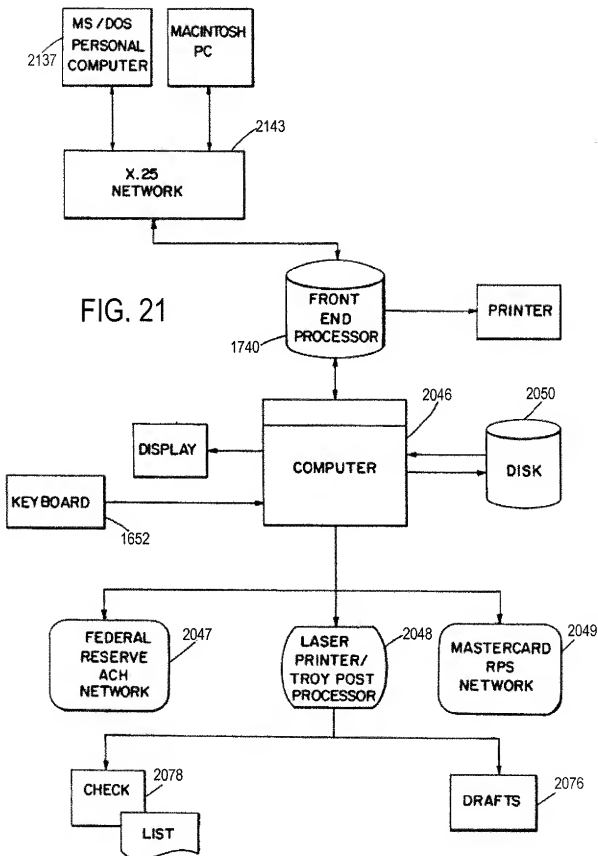 MS/DOS
PERSONAL
COMPUTER
2137
MACINTOSH
PC
2143
X.25
NETWORK
FIG. 21
FRONT
END
PROCESSOR
1740
PRINTER
2046
2050
DISPLAY
COMPUTER
DISK
KEYBOARD
1652
FEDERAL
RESERVE
ACH
NETWORK
2047
LASER
PRINTER/
TROY POST
PROCESSOR
2048
MASTERCARD
RPS
NETWORK
2049
CHECK
2078
LIST
DRAFTS
2076